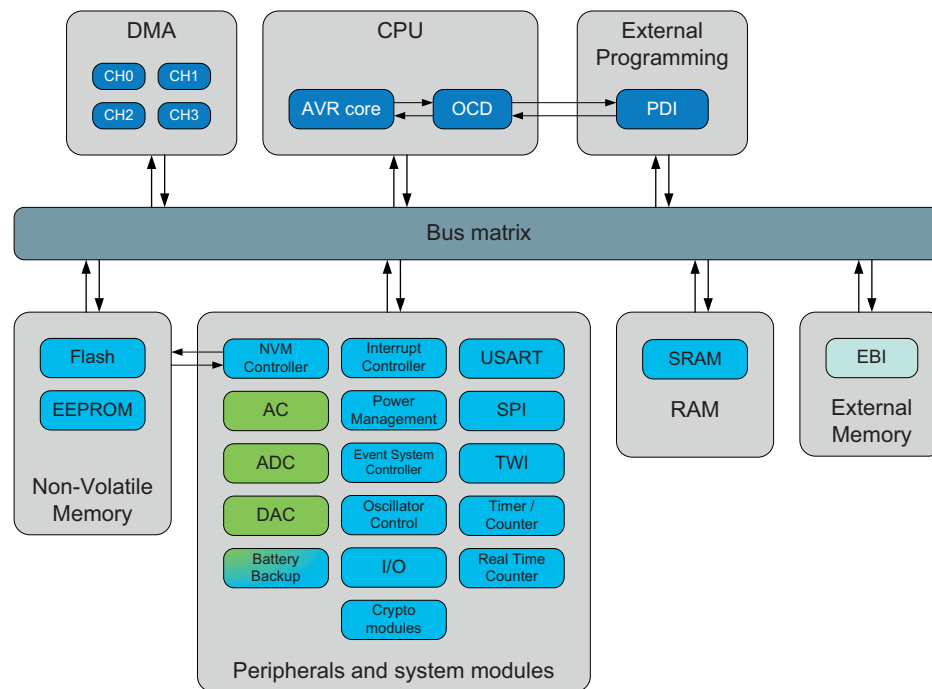 DMA
CH0
CH1
CH2
CH3
CPU
AVR core
OCD
External
Programming
PDI
Bus matrix
Flash
EEPROM
Non-Volatile
Memory
NVM
Controller
Interrupt
Controller
USART
AC
Power
Management
SPI
ADC
Event System
Controller
TWI
DAC
Oscillator
Control
Timer /
Counter
Battery
Backup
I/O
Real Time
Counter
Crypto
modules
Peripherals and system modules
SRAM
RAM
EBI
External
Memory